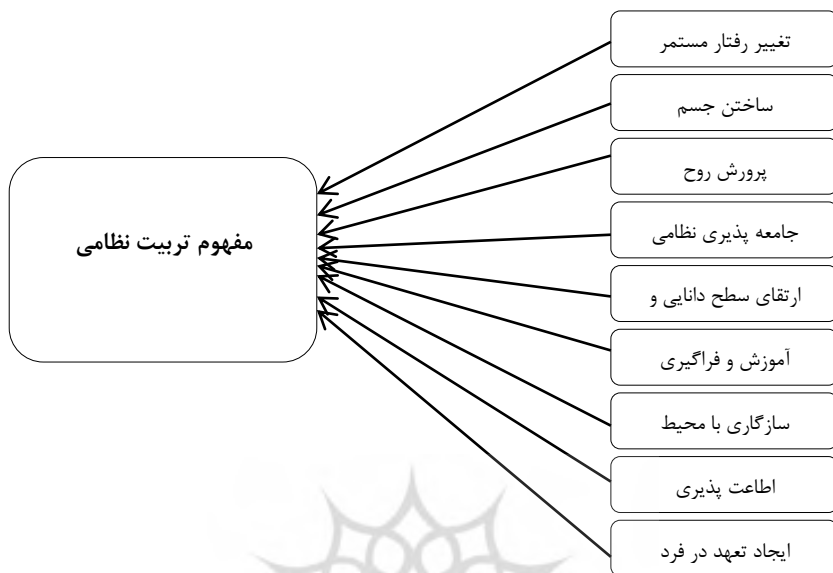 تغییر رفتار مستمر
ساختن جسم
پرورش روح
مفهوم تربیت نظامی
جامعه پذیری نظامی
ارتقای سطح دانایی و
آموزش و فراگیری
سازگاری با محیط
اطاعت پذیری
ایجاد تعهد در فرد